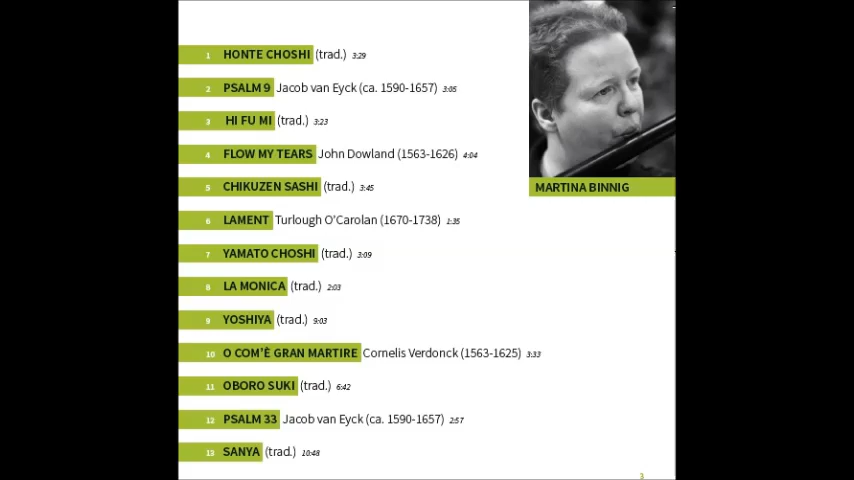 1 HONTE CHOSHI (trad.) 3:29
2 PSALM 9 Jacob van Eyck (ca. 1590-1657) 3:05
3 HI FU MI (trad.) 3:23
4 FLOW MY TEARS John Dowland (1563-1626) 4:04
5 CHIKUZEN SASHI (trad.) 3:45
MARTINA BINNIG
6 LAMENT Turlough O'Carolan (1670-1738) 1:35
7 YAMATO CHOSHI (trad.) 3:09
8 LA MONICA (trad.) 2:03
9 YOSHIYA (trad.) 9:03
10 O COM'È GRAN MARTIRE Cornelis Verdonck (1563-1625) 3:33
11 OBORO SUKI (trad.) 6:42
12 PSALM 33 Jacob van Eyck (ca. 1590-1657) 2:57
13 SANYA (trad.) 10:48
3